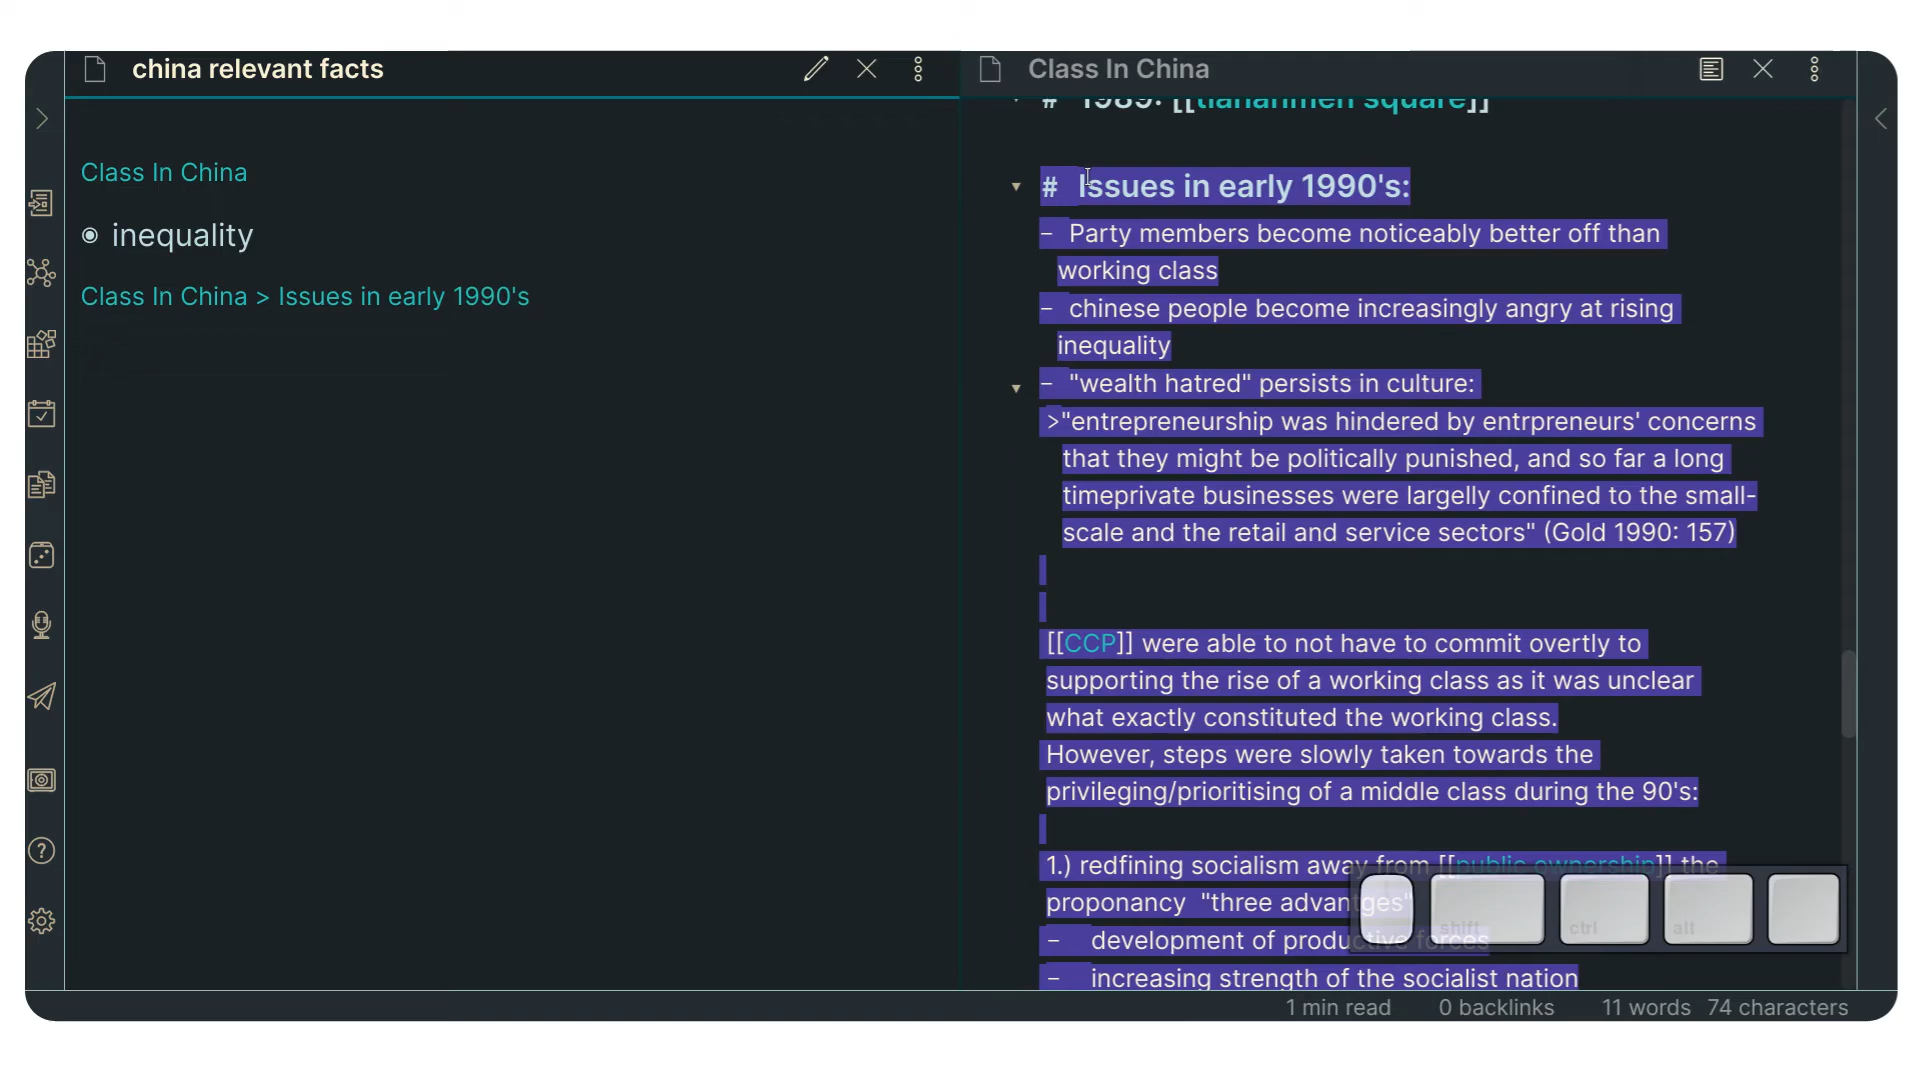 china relevant facts
Class In China
Class In China
inequality
Class In China > Issues in early 1990's
# 1989: [[tiananmen square]]
# Issues in early 1990's:
- Party members become noticeably better off than
working class
- chinese people become increasingly angry at rising
inequality
- "wealth hatred" persists in culture:
>"entrepreneurship was hindered by entrpreneurs' concerns
that they might be politically punished, and so far a long
timeprivate businesses were largelly confined to the small-
scale and the retail and service sectors" (Gold 1990: 157)
[[CCP]] were able to not have to commit overtly to
supporting the rise of a working class as it was unclear
what exactly constituted the working class.
However, steps were slowly taken towards the
privileging/prioritising of a middle class during the 90's:
1.) redfining socialism away from [[public ownership]] the
proponancy "three advantges"
- development of productive forces
- increasing strength of the socialist nation
shift ctrl alt
1 min read 0 backlinks 11 words 74 characters